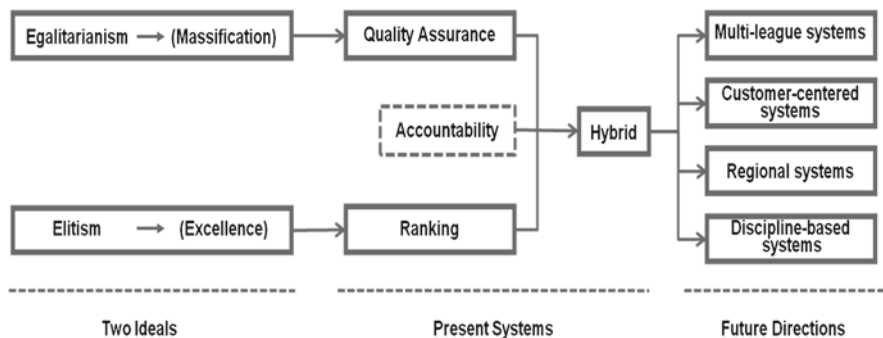 Egalitarianism → (Massification)
Quality Assurance
Multi-league systems
Customer-centered
systems
Accountability
Hybrid
Regional systems
Elitism → (Excellence)
Ranking
Discipline-based
systems
Two Ideals
Present Systems
Future Directions